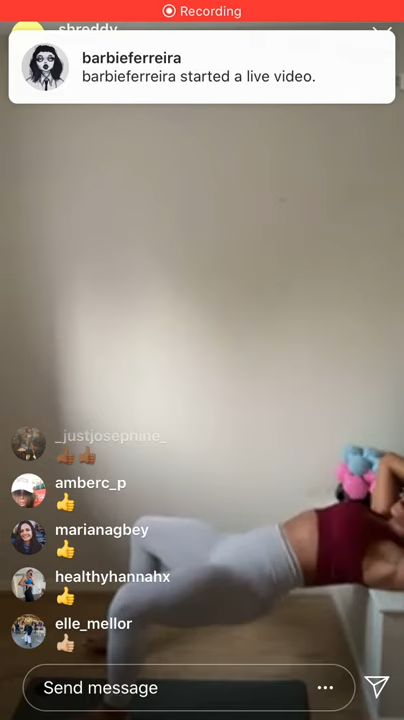 Recording
shreddy
barbieferreira
barbieferreira started a live video.
_justjosephine_
amberc_p
marianagbey
healthyhannahx
elle_mellor
Send message